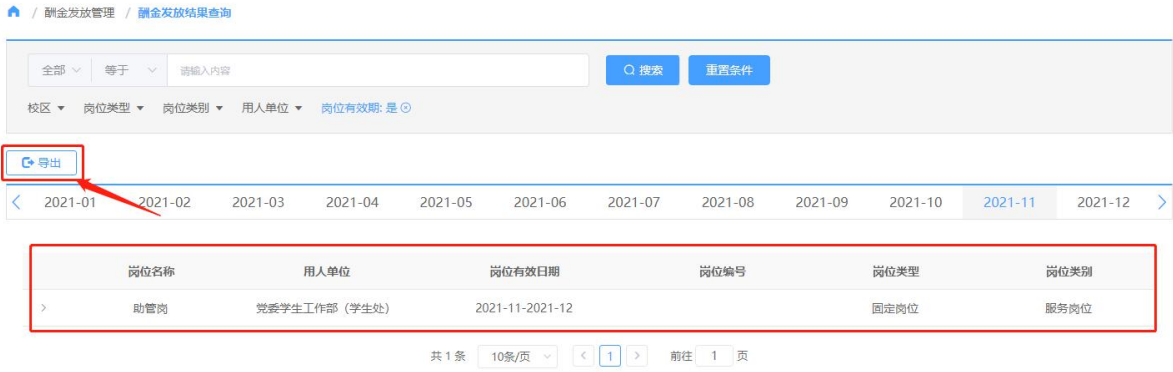 / 酬金发放管理 / 酬金发放结果查询
全部 等于 请输入内容 搜索 重置条件
校区 岗位类型 岗位类别 用人单位 岗位有效期: 是
导出
2021-01 2021-02 2021-03 2021-04 2021-05 2021-06 2021-07 2021-08 2021-09 2021-10 2021-11 2021-12
岗位名称 用人单位 岗位有效日期 岗位编号 岗位类型 岗位类别
助管岗 党委学生工作部（学生处） 2021-11-2021-12 固定岗位 服务岗位
共 1 条 10条/页 1 前往 1 页